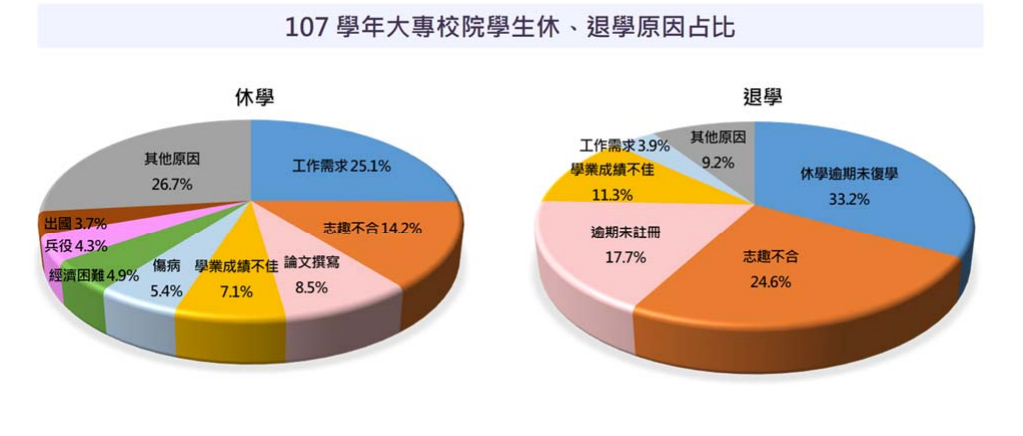 107 學年大專校院學生休、退學原因占比
休學
工作需求 25.1%
志趣不合 14.2%
論文撰寫
8.5%
學業成績不佳
7.1%
傷病
5.4%
經濟困難 4.9%
兵役 4.3%
出國 3.7%
其他原因
26.7%
退學
休學逾期未復學
33.2%
志趣不合
24.6%
逾期未註冊
17.7%
學業成績不佳
11.3%
工作需求 3.9%
其他原因
9.2%